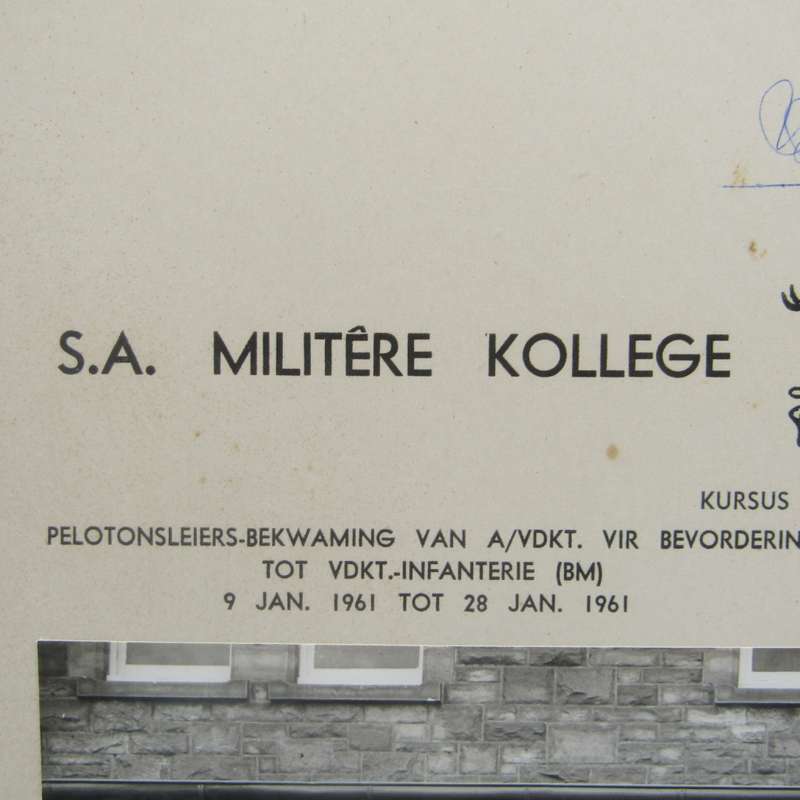 S.A. MILITÊRE KOLLEGE
KURSUS
PELOTONSLEIERS-BEKWAMING VAN A/VDKT. VIR BEVORDERIN
TOT VDKT.-INFANTERIE (BM)
9 JAN. 1961 TOT 28 JAN. 1961